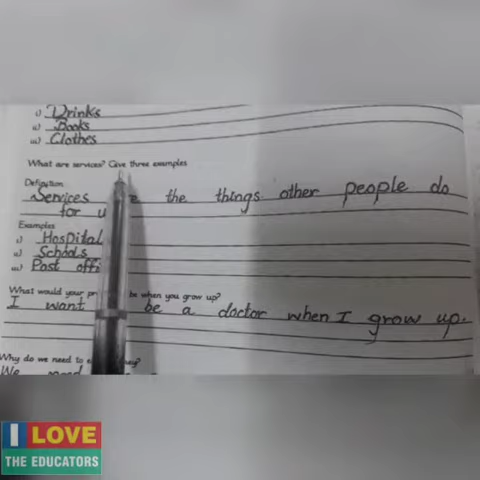 i) Drinks
ii) Books
iii) Clothes
What are services? Give three examples
Definition
Services the things other people do
for
Examples
i) Hospital
ii) Schools
iii) Post
What would your be when you grow up?
I want be a doctor when I grow up.
Why do we need to
We
I LOVE
THE EDUCATORS